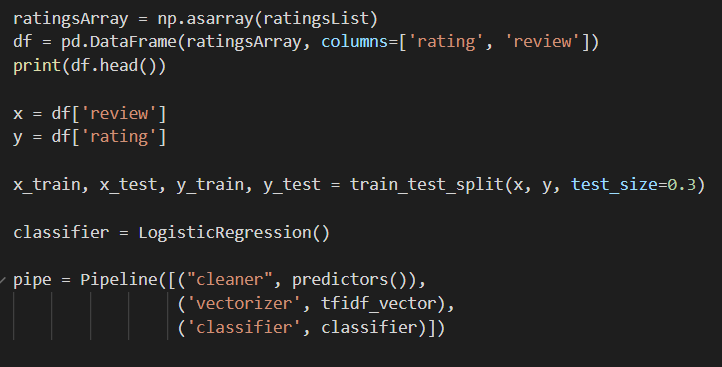 ratingsArray = np.asarray(ratingsList)
df = pd.DataFrame(ratingsArray, columns=['rating', 'review'])
print(df.head())
x = df['review']
y = df['rating']
x_train, x_test, y_train, y_test = train_test_split(x, y, test_size=0.3)
classifier = LogisticRegression()
pipe = Pipeline([("cleaner", predictors()),
('vectorizer', tfidf_vector),
('classifier', classifier)])